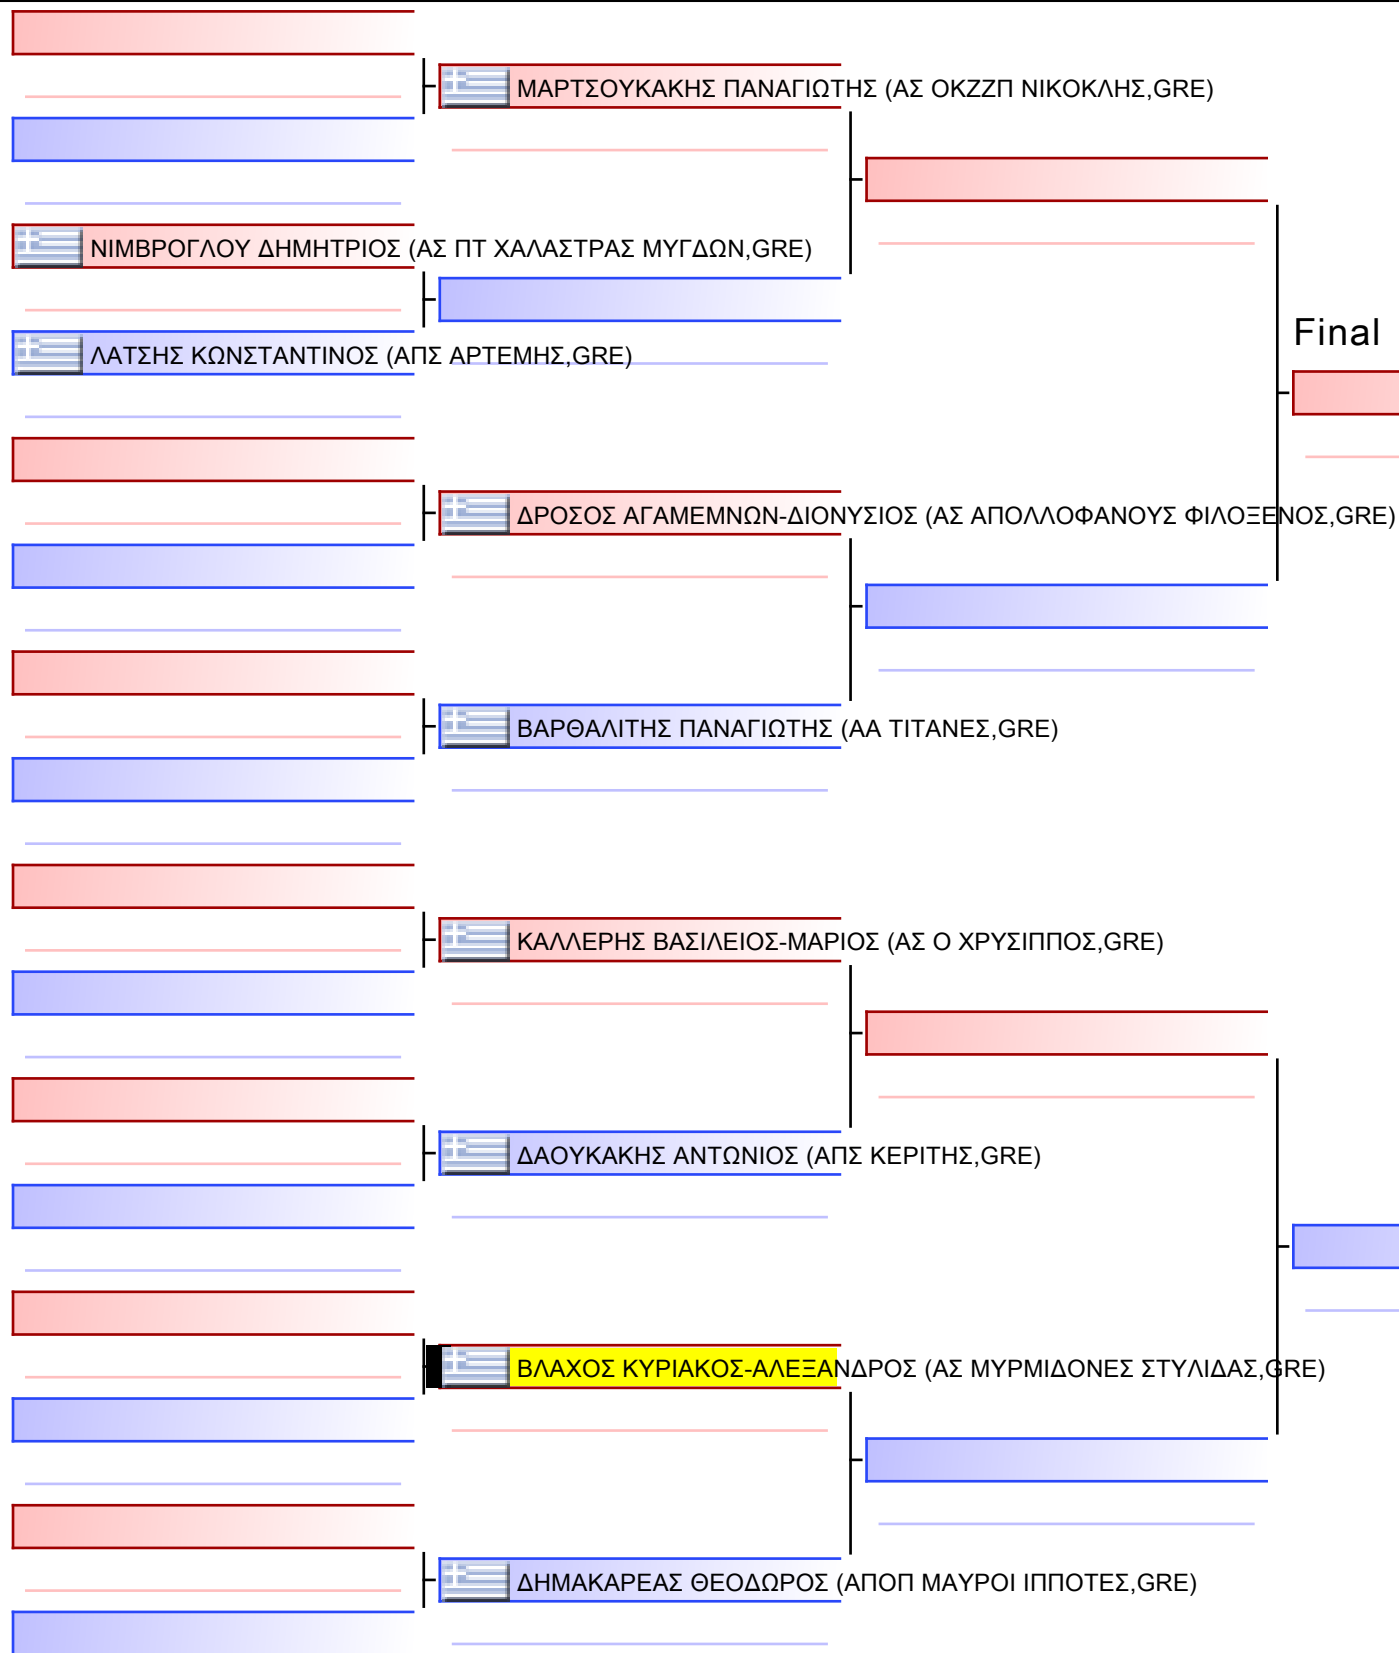 ΜΑΡΤΣΟΥΚΑΚΗΣ ΠΑΝΑΓΙΩΤΗΣ (ΑΣ ΟΚΖΖΠ ΝΙΚΟΚΛΗΣ,GRE)
ΝΙΜΒΡΟΓΛΟΥ ΔΗΜΗΤΡΙΟΣ (ΑΣ ΠΤ ΧΑΛΑΣΤΡΑΣ ΜΥΓΔΩΝ,GRE)
Final
ΛΑΤΣΗΣ ΚΩΝΣΤΑΝΤΙΝΟΣ (ΑΠΣ ΑΡΤΕΜΗΣ,GRE)
ΔΡΟΣΟΣ ΑΓΑΜΕΜΝΩΝ-ΔΙΟΝΥΣΙΟΣ (ΑΣ ΑΠΟΛΛΟΦΑΝΟΥΣ ΦΙΛΟΞΕΝΟΣ,GRE)
ΒΑΡΘΑΛΙΤΗΣ ΠΑΝΑΓΙΩΤΗΣ (ΑΑ ΤΙΤΑΝΕΣ,GRE)
ΚΑΛΛΕΡΗΣ ΒΑΣΙΛΕΙΟΣ-ΜΑΡΙΟΣ (ΑΣ Ο ΧΡΥΣΙΠΠΟΣ,GRE)
ΔΑΟΥΚΑΚΗΣ ΑΝΤΩΝΙΟΣ (ΑΠΣ ΚΕΡΙΤΗΣ,GRE)
ΒΛΑΧΟΣ ΚΥΡΙΑΚΟΣ-ΑΛΕΞΑΝΔΡΟΣ (ΑΣ ΜΥΡΜΙΔΟΝΕΣ ΣΤΥΛΙΔΑΣ,GRE)
ΔΗΜΑΚΑΡΕΑΣ ΘΕΟΔΩΡΟΣ (ΑΠΟΠ ΜΑΥΡΟΙ ΙΠΠΟΤΕΣ,GRE)